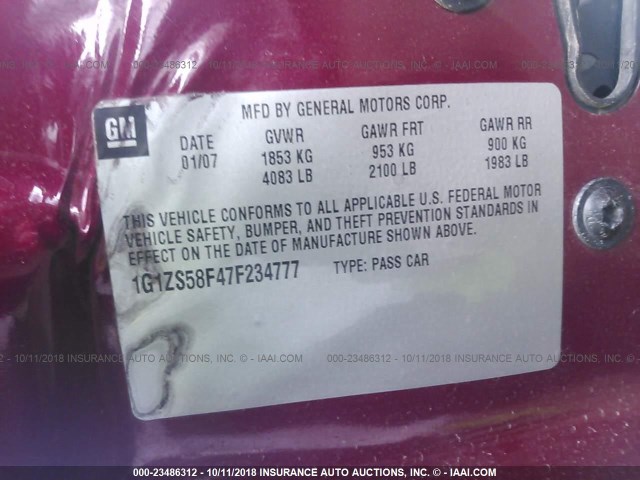 MFD BY GENERAL MOTORS CORP.
GM
DATE GVWR GAWR FRT GAWR RR
01/07 1853 KG 953 KG 900 KG
4083 LB 2100 LB 1983 LB
THIS VEHICLE CONFORMS TO ALL APPLICABLE U.S. FEDERAL MOTOR
VEHICLE SAFETY, BUMPER, AND THEFT PREVENTION STANDARDS IN
EFFECT ON THE DATE OF MANUFACTURE SHOWN ABOVE.
1G1ZS58F47F234777 TYPE: PASS CAR
000-23486312 - 10/11/2018 INSURANCE AUTO AUCTIONS, INC. © - IAAI.COM